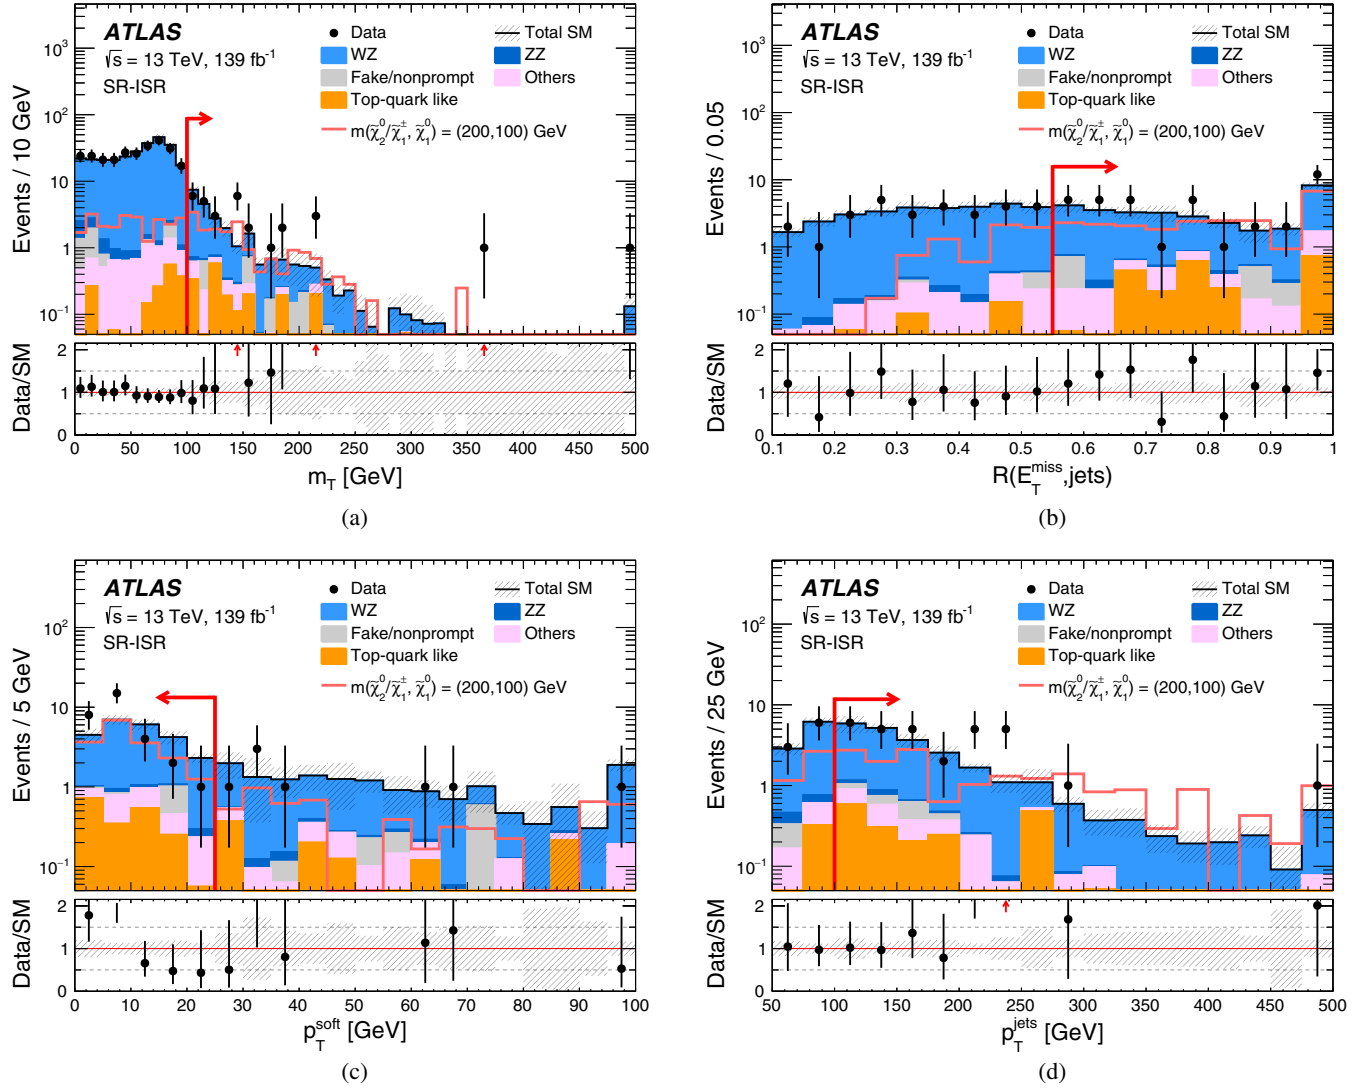 ATLAS
√s = 13 TeV, 139 fb⁻¹
SR-ISR
Data
Total SM
WZ
ZZ
Fake/nonprompt
Others
Top-quark like
m(χ̃⁰₂/χ̃±₁, χ̃⁰₁) = (200,100) GeV
Events / 10 GeV
10³
10²
10
1
10⁻¹
Data/SM
2
1
0
0 50 100 150 200 250 300 350 400 450 500
m_T [GeV]
(a)
ATLAS
√s = 13 TeV, 139 fb⁻¹
SR-ISR
Data
Total SM
WZ
ZZ
Fake/nonprompt
Others
Top-quark like
m(χ̃⁰₂/χ̃±₁, χ̃⁰₁) = (200,100) GeV
Events / 0.05
10³
10²
10
1
10⁻¹
Data/SM
2
1
0
0.1 0.2 0.3 0.4 0.5 0.6 0.7 0.8 0.9 1
R(E_T^miss,jets)
(b)
ATLAS
√s = 13 TeV, 139 fb⁻¹
SR-ISR
Data
Total SM
WZ
ZZ
Fake/nonprompt
Others
Top-quark like
m(χ̃⁰₂/χ̃±₁, χ̃⁰₁) = (200,100) GeV
Events / 5 GeV
10²
10
1
10⁻¹
Data/SM
2
1
0
0 10 20 30 40 50 60 70 80 90 100
p_T^soft [GeV]
(c)
ATLAS
√s = 13 TeV, 139 fb⁻¹
SR-ISR
Data
Total SM
WZ
ZZ
Fake/nonprompt
Others
Top-quark like
m(χ̃⁰₂/χ̃±₁, χ̃⁰₁) = (200,100) GeV
Events / 25 GeV
10²
10
1
10⁻¹
Data/SM
2
1
0
50 100 150 200 250 300 350 400 450 500
p_T^jets [GeV]
(d)